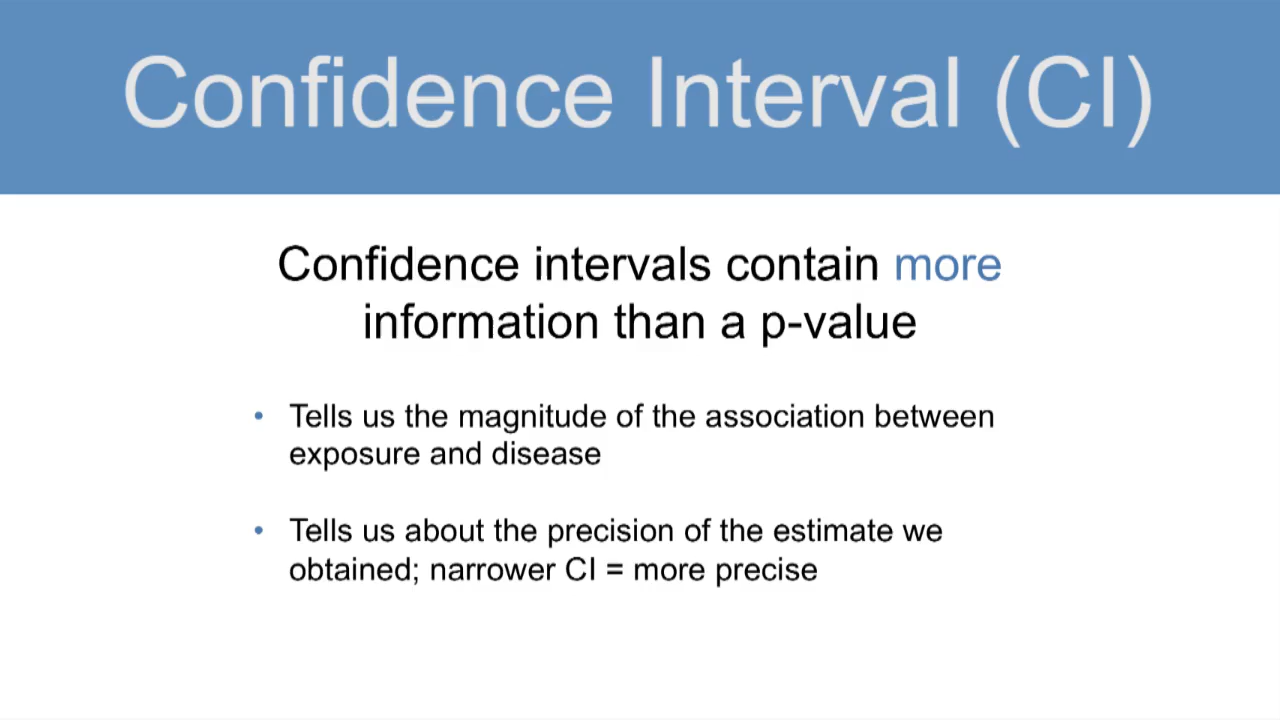 Confidence Interval (CI)
Confidence intervals contain more
information than a p-value
• Tells us the magnitude of the association between
exposure and disease
• Tells us about the precision of the estimate we
obtained; narrower CI = more precise